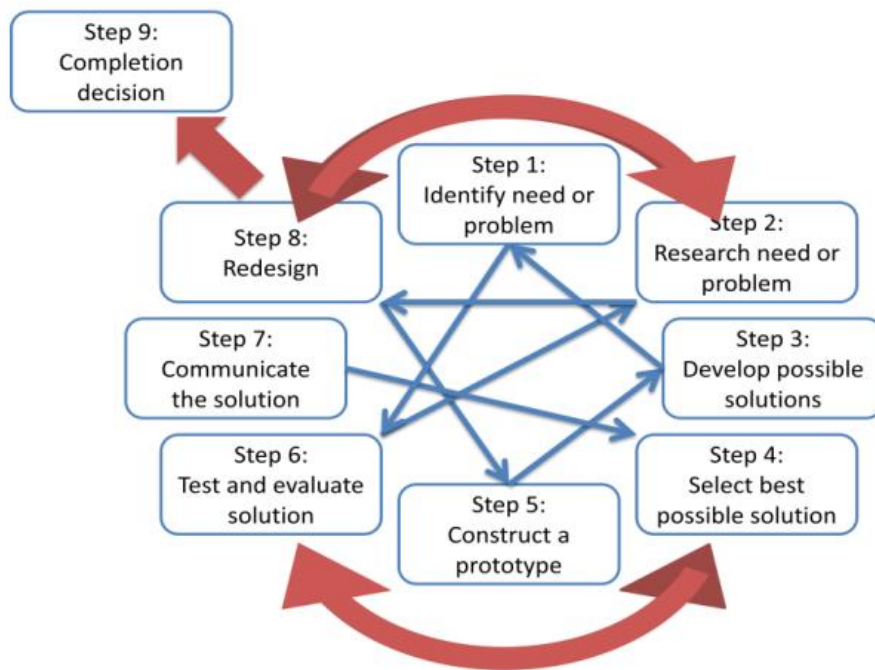 Step 9:
Completion
decision
Step 1:
Identify need or
problem
Step 2:
Research need or
problem
Step 3:
Develop possible
solutions
Step 4:
Select best
possible solution
Step 5:
Construct a
prototype
Step 6:
Test and evaluate
solution
Step 7:
Communicate
the solution
Step 8:
Redesign